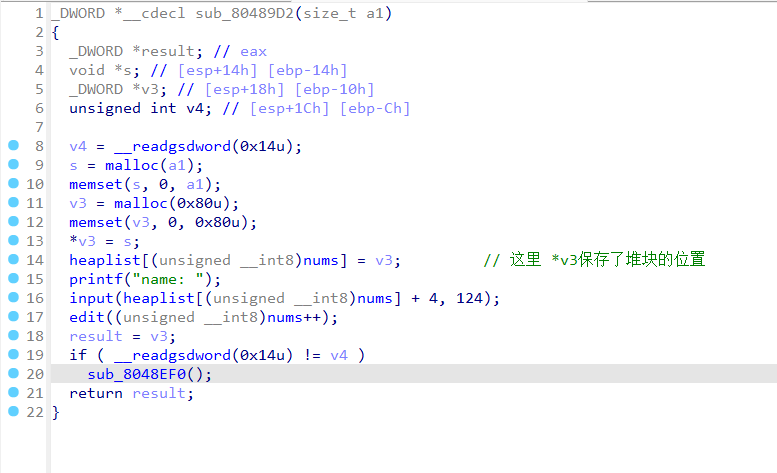 1 _DWORD *__cdecl sub_80489D2(size_t a1)
2 {
3   _DWORD *result; // eax
4   void *s; // [esp+14h] [ebp-14h]
5   _DWORD *v3; // [esp+18h] [ebp-10h]
6   unsigned int v4; // [esp+1Ch] [ebp-Ch]
7
8   v4 = __readgsdword(0x14u);
9   s = malloc(a1);
10   memset(s, 0, a1);
11   v3 = malloc(0x80u);
12   memset(v3, 0, 0x80u);
13   *v3 = s;
14   heaplist[(unsigned __int8)nums] = v3;          // 这里 *v3保存了堆块的位置
15   printf("name: ");
16   input(heaplist[(unsigned __int8)nums] + 4, 124);
17   edit((unsigned __int8)nums++);
18   result = v3;
19   if ( __readgsdword(0x14u) != v4 )
20     sub_8048EF0();
21   return result;
22 }